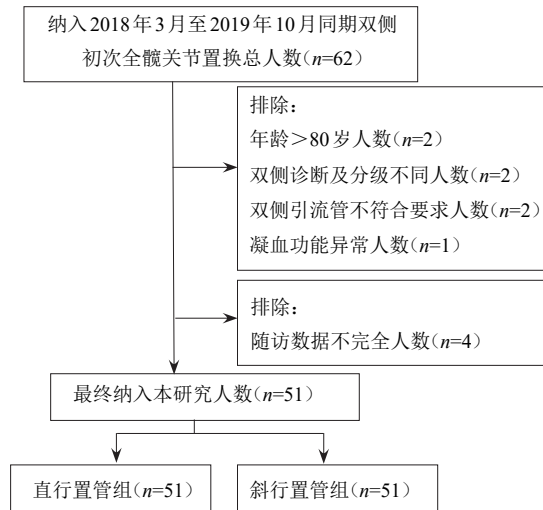 纳入2018年3月至2019年10月同期双侧
初次全髋关节置换总人数(n=62)
排除:
年龄＞80岁人数(n=2)
双侧诊断及分级不同人数(n=2)
双侧引流管不符合要求人数(n=2)
凝血功能异常人数(n=1)
排除:
随访数据不完全人数(n=4)
最终纳入本研究人数(n=51)
直行置管组(n=51)
斜行置管组(n=51)